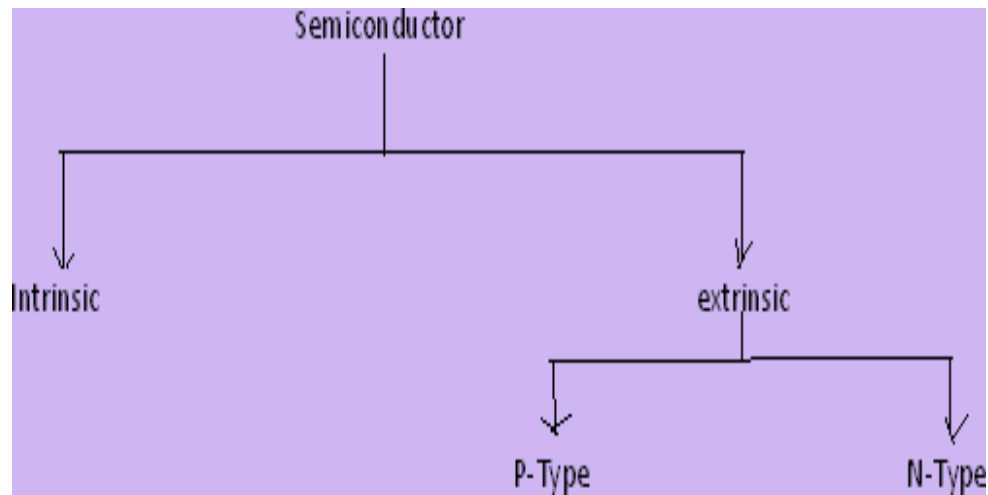 Semiconductor
Intrinsic
extrinsic
P-Type
N-Type